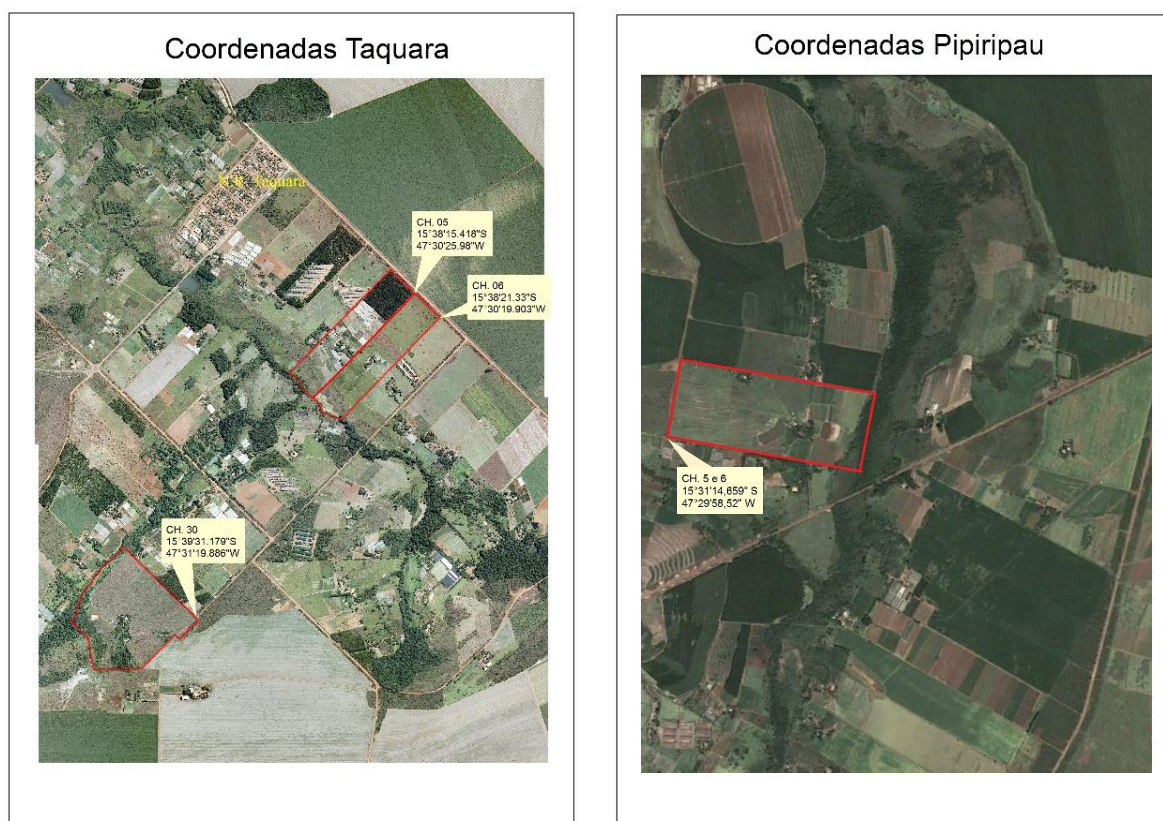 Coordenadas Taquara
N.R. Taquara
CH. 05
15°38'15.418"S
47°30'25.98"W
CH. 06
15°38'21.33"S
47°30'19.903"W
CH. 30
15°39'31.179"S
47°31'19.886"W
Coordenadas Pipiripau
CH. 5 e 6
15°31'14,659" S
47°29'58,52" W